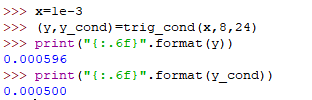 >>> x=1e-3
>>> (y,y_cond)=trig_cond(x,8,24)
>>> print("{:.6f}".format(y))
0.000596
>>> print("{:.6f}".format(y_cond))
0.000500